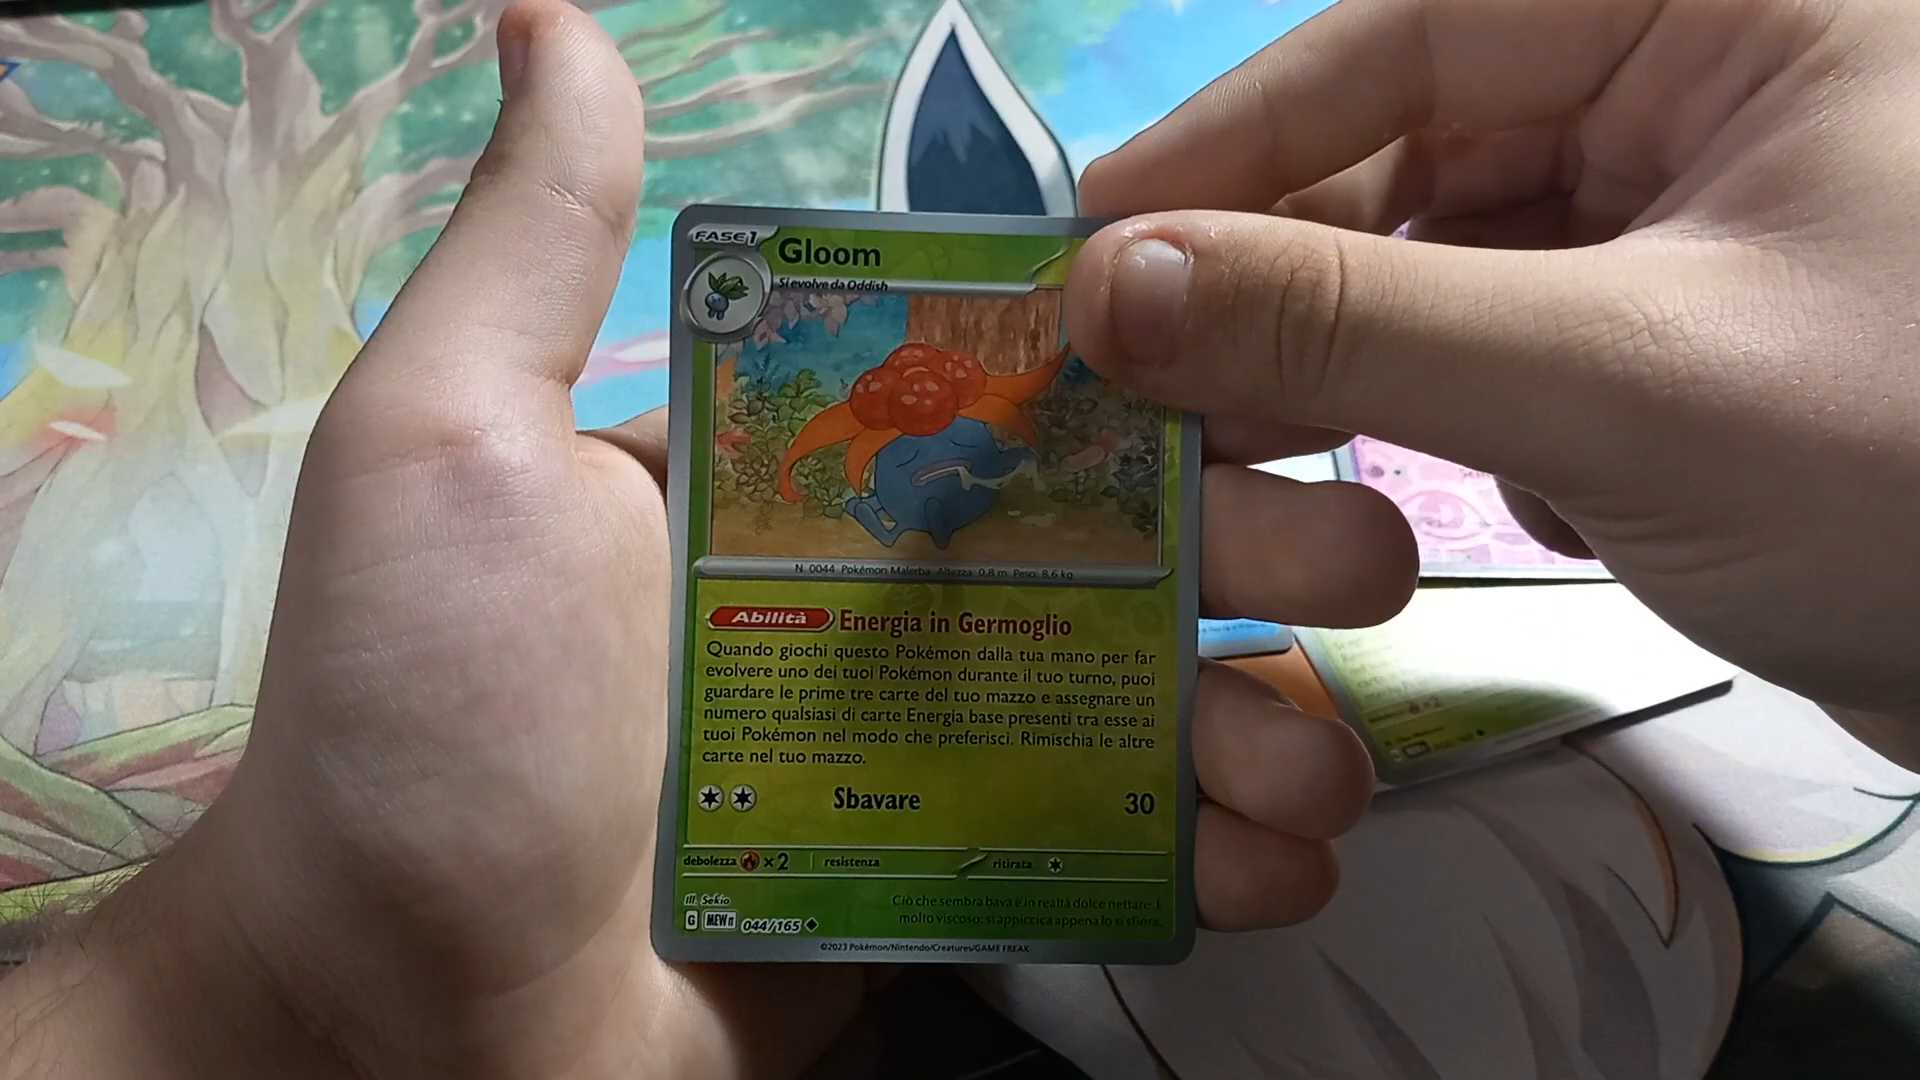 FASE 1
Gloom
Si evolve da Oddish
N. 0044 Pokémon Malerba Altezza: 0,8 m Peso: 8,6 kg
Abilità Energia in Germoglio
Quando giochi questo Pokémon dalla tua mano per far
evolvere uno dei tuoi Pokémon durante il tuo turno, puoi
guardare le prime tre carte del tuo mazzo e assegnare un
numero qualsiasi di carte Energia base presenti tra esse ai
tuoi Pokémon nel modo che preferisci. Rimischia le altre
carte nel tuo mazzo.
Sbavare 30
debolezza ×2 resistenza ritirata
Ill. Sekio
Ciò che sembra bava è in realtà dolce nettare. È
molto viscoso: si appiccica appena lo si sfiora.
G MEW IT 044/165
©2023 Pokémon/Nintendo/Creatures/GAME FREAK